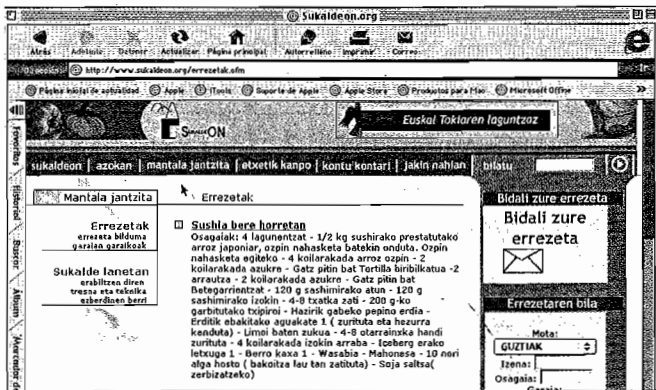 Sukaldeon.org
Atrás Adelante Detener Actualizar Página principal Autorrelleno Imprimir Correo
http://www.sukaldeon.org/errezetak.cfm
Página inicial de actualidad Apple iTools Soporte de Apple Apple Store Productos para Mac Microsoft Office
Favoritos
Historial
Buscar
Álbum
Euskal Tokiaren laguntzaz
sukaldeon | azokan | mantala jantzita | etxetik kanpo | kontu kontari | jakin nahian | bilatu
Mantala jantzita
Errezetak
errezeta bilduma
garaian garaikoak
Sukalde lanetan
erabiltzen diren
tresna eta teknika
ezberdinen berri
Errezetak
Sushia bere horretan
Osagaiak: 4 lagunentzat - 1/2 kg sushirako prestatutako
arroz japoniar, ozpin nahasketa batekin onduta. Ozpin
nahasketa egiteko - 4 koilarakada arroz ozpin - 2
koilarakada azukre - Gatz pitin bat Tortilla biribilkatua -2
arrautza - 2 koilarakada azukre - Gatz pitin bat
Betegarrientzat - 120 g sashimirako atun - 120 g
sashimirako izokin - 4-8 txatka zati - 200 g-ko
garbitutako txipiroi - Hazirik gabeko pepino erdia -
Erditik ebakitako aguakate 1 ( zurituta eta hezurra
kenduta) - Limoi baten zukua - 4-8 otarrainxka handi
zurituta - 4 koilarakada izokin arraba - Iceberg erako
letxuga 1 - Berro kaxa 1 - Wasabia - Mahonesa - 10 nori
alga hosto ( bakoitza lau tan zatituta) - Soja saltsa(
zerbitzatzeko)
Bidali zure errezeta
Bidali zure
errezeta
Errezetaren bila
Mota:
GUZTIAK
Izena:
Osagaia: